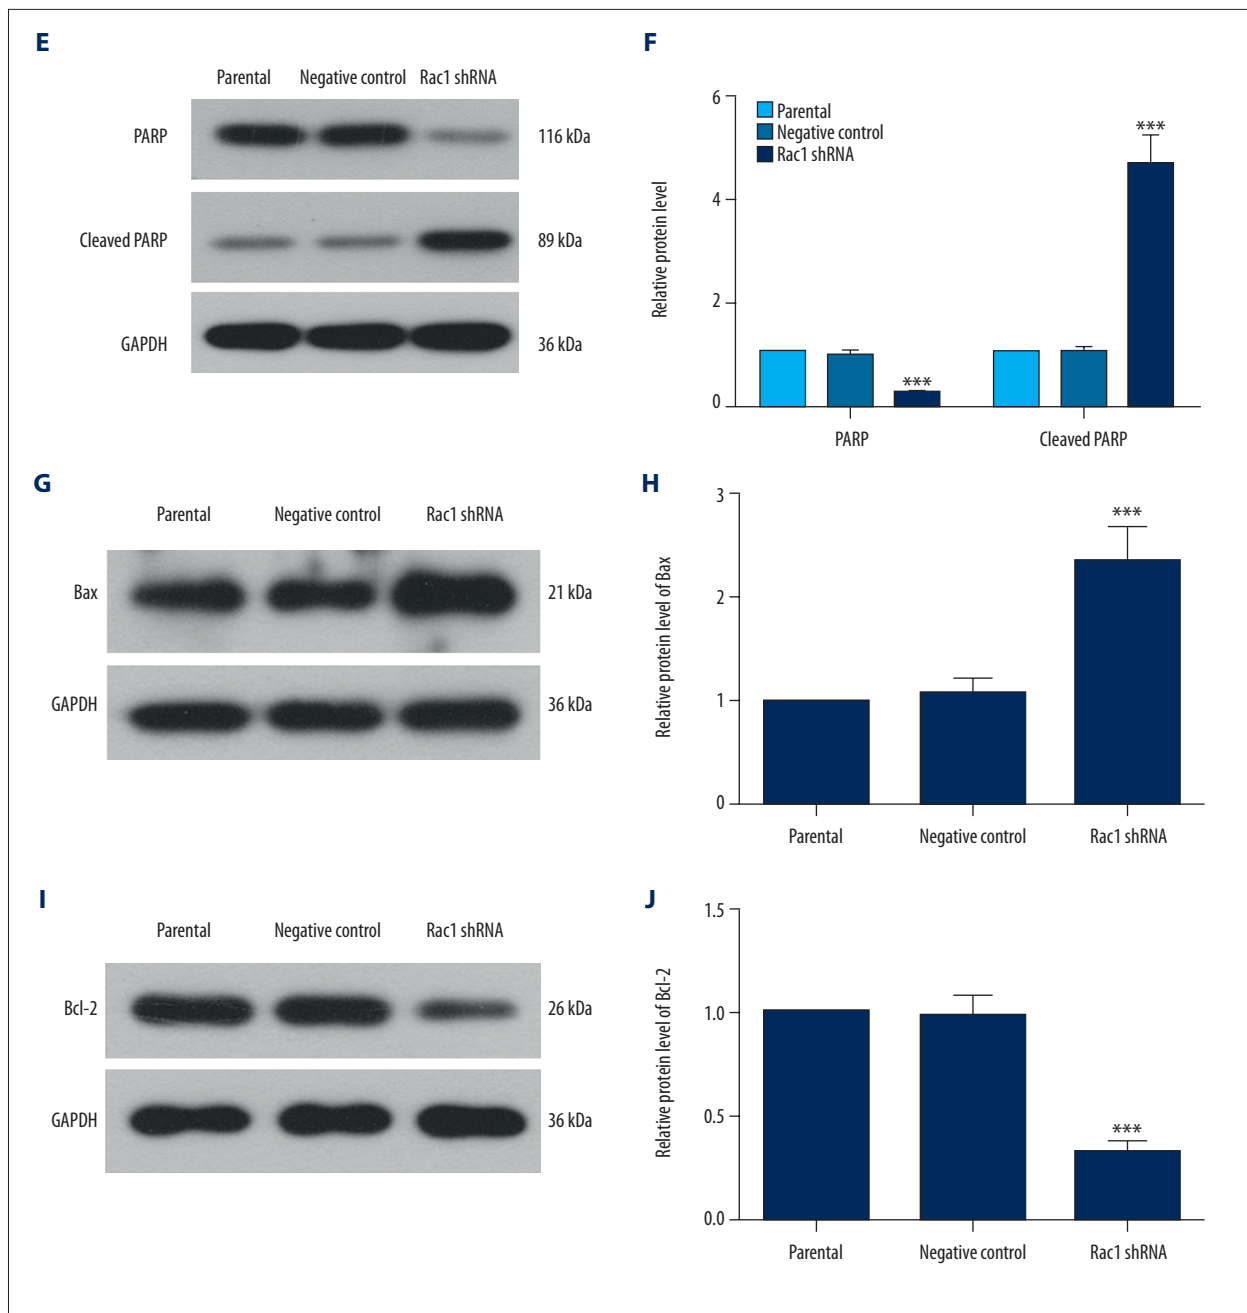 E
Parental Negative control Rac1 shRNA
PARP 116 kDa
Cleaved PARP 89 kDa
GAPDH 36 kDa
F
6
4
2
0
Relative protein level
Parental
Negative control
Rac1 shRNA
***
***
PARP Cleaved PARP
G
Parental Negative control Rac1 shRNA
Bax 21 kDa
GAPDH 36 kDa
H
3
2
1
0
Relative protein level of Bax
***
Parental Negative control Rac1 shRNA
I
Parental Negative control Rac1 shRNA
Bcl-2 26 kDa
GAPDH 36 kDa
J
1.5
1.0
0.5
0.0
Relative protein level of Bcl-2
***
Parental Negative control Rac1 shRNA